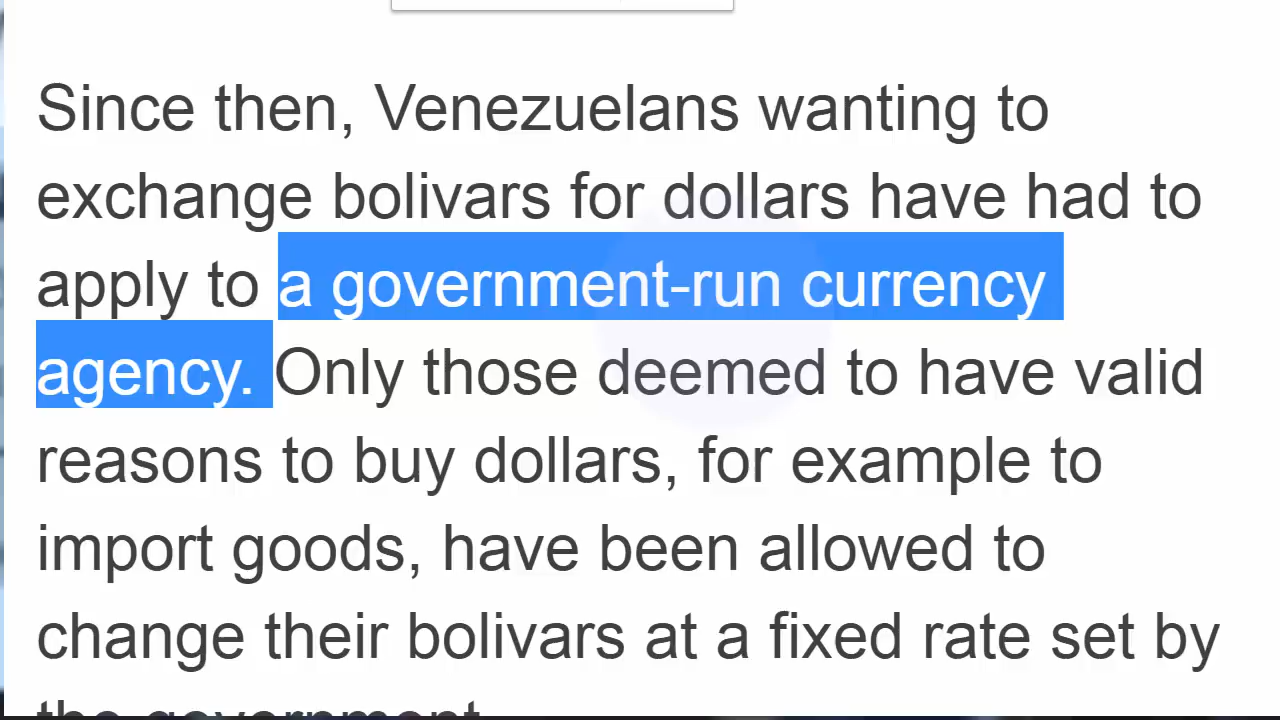 Since then, Venezuelans wanting to
exchange bolivars for dollars have had to
apply to a government-run currency
agency. Only those deemed to have valid
reasons to buy dollars, for example to
import goods, have been allowed to
change their bolivars at a fixed rate set by
the government